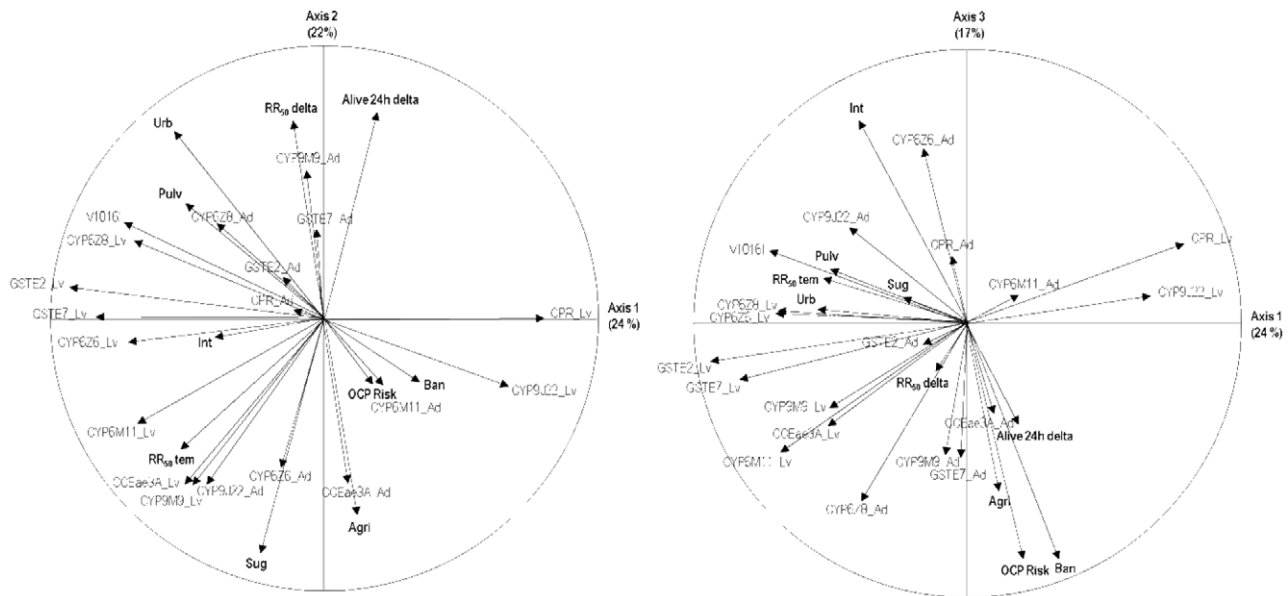 Axis 2
(22%)
RR50 delta
Alive 24h delta
Urb
CYP9M9_Ad
Pulv
V1016I
CYP6Z8_Ad
GSTE7_Ad
CYP6Z8_Lv
GSTE2_Ad
GSTE2_Lv
CPR_Ad
Axis 1
(24 %)
GSTE7_Lv
CPR_Lv
CYP6Z6_Lv
Int
OCP Risk
Ban
CYP9J22_Lv
CYP6M11_Ad
CYP6M11_Lv
RR50 tem
CCEae3A_Lv
CYP6Z6_Ad
CYP9J22_Ad
CCEae3A_Ad
CYP9M9_Lv
Agri
Sug
Axis 3
(17%)
Int
CYP6Z6_Ad
CYP9J22_Ad
CPR_Lv
V1016I
CPR_Ad
Pulv
RR50 tem
Sug
CYP6M11_Ad
CYP9J22_Lv
CYP6Z8_Lv
Urb
CYP6Z6_Lv
Axis 1
(24 %)
GSTE2_Ad
GSTE2_Lv
GSTE7_Lv
RR50 delta
CYP9M9_Lv
CCEae3A_Ad
CCEae3A_Lv
Alive 24h delta
CYP6M11_Lv
CYP9M9_Ad
GSTE7_Ad
Agri
CYP6Z8_Ad
OCP Risk
Ban